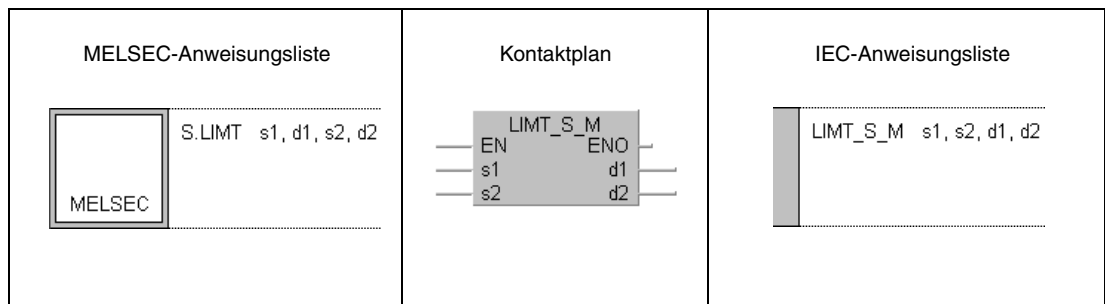 MELSEC-Anweisungsliste
MELSEC
S.LIMT s1, d1, s2, d2
Kontaktplan
LIMT_S_M
EN ENO
s1 d1
s2 d2
IEC-Anweisungsliste
LIMT_S_M s1, s2, d1, d2